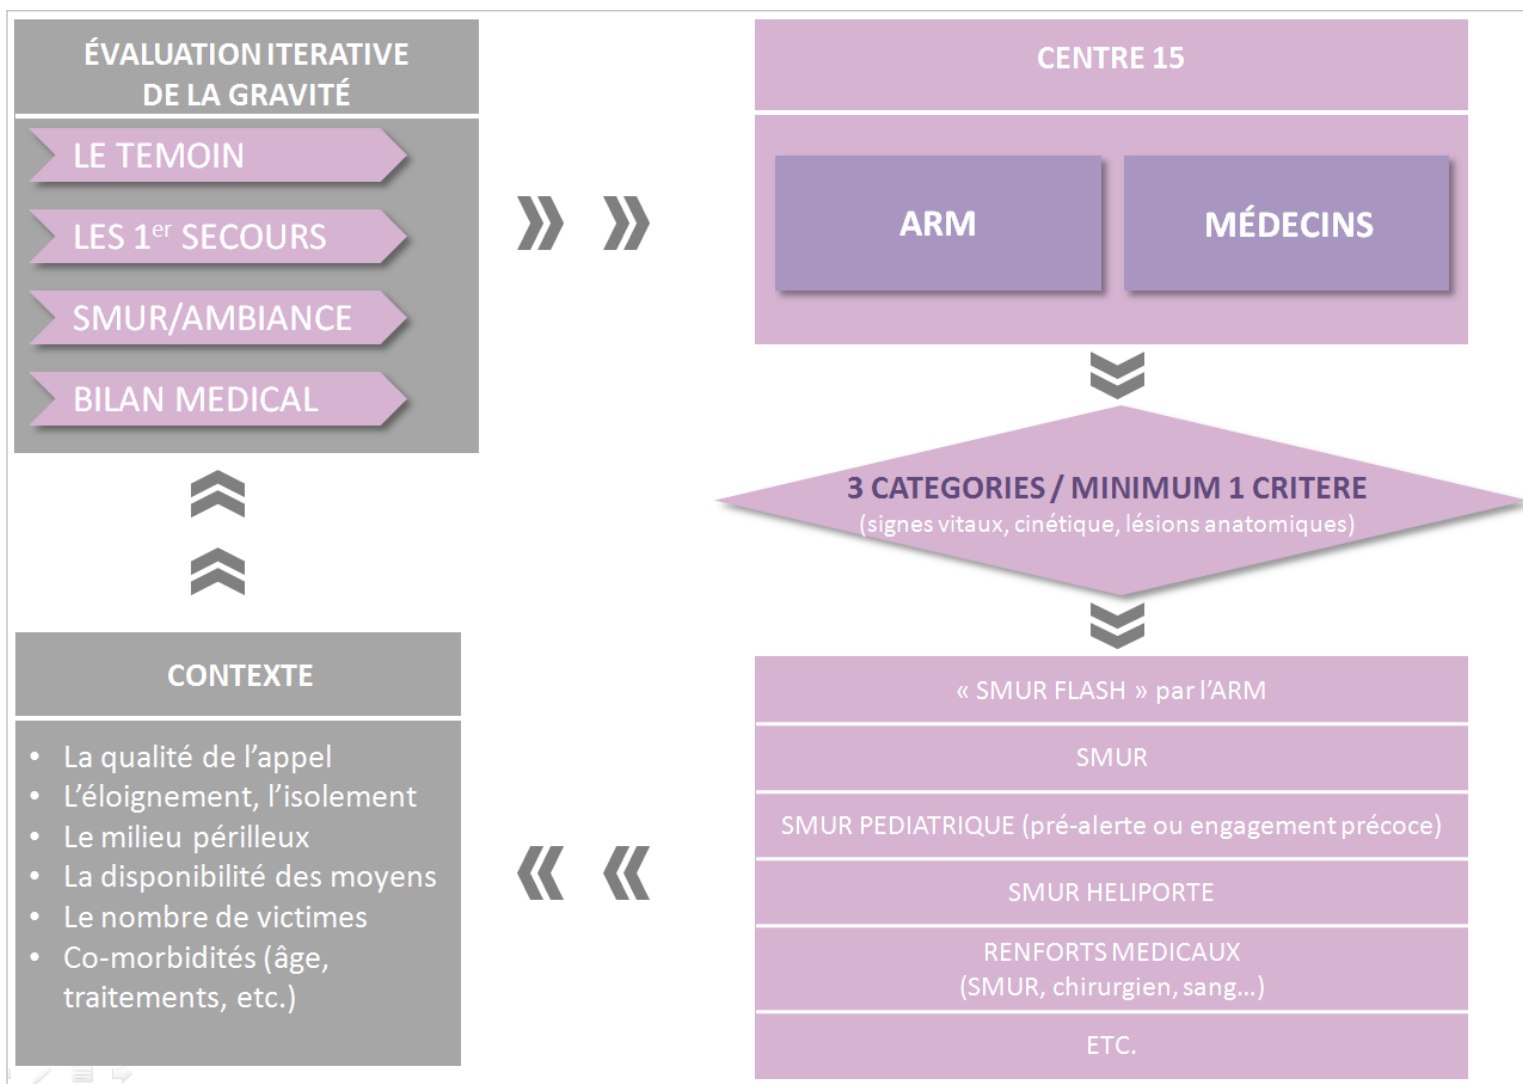 ÉVALUATION ITERATIVE
DE LA GRAVITÉ
LE TEMOIN
LES 1er SECOURS
SMUR/AMBIANCE
BILAN MEDICAL
CENTRE 15
ARM
MÉDECINS
3 CATEGORIES / MINIMUM 1 CRITERE
(signes vitaux, cinétique, lésions anatomiques)
« SMUR FLASH » par l’ARM
SMUR
SMUR PEDIATRIQUE (pré-alerte ou engagement précoce)
SMUR HELIPORTE
RENFORTS MEDICAUX
(SMUR, chirurgien, sang...)
ETC.
CONTEXTE
• La qualité de l’appel
• L’éloignement, l’isolement
• Le milieu périlleux
• La disponibilité des moyens
• Le nombre de victimes
• Co-morbidités (âge,
traitements, etc.)